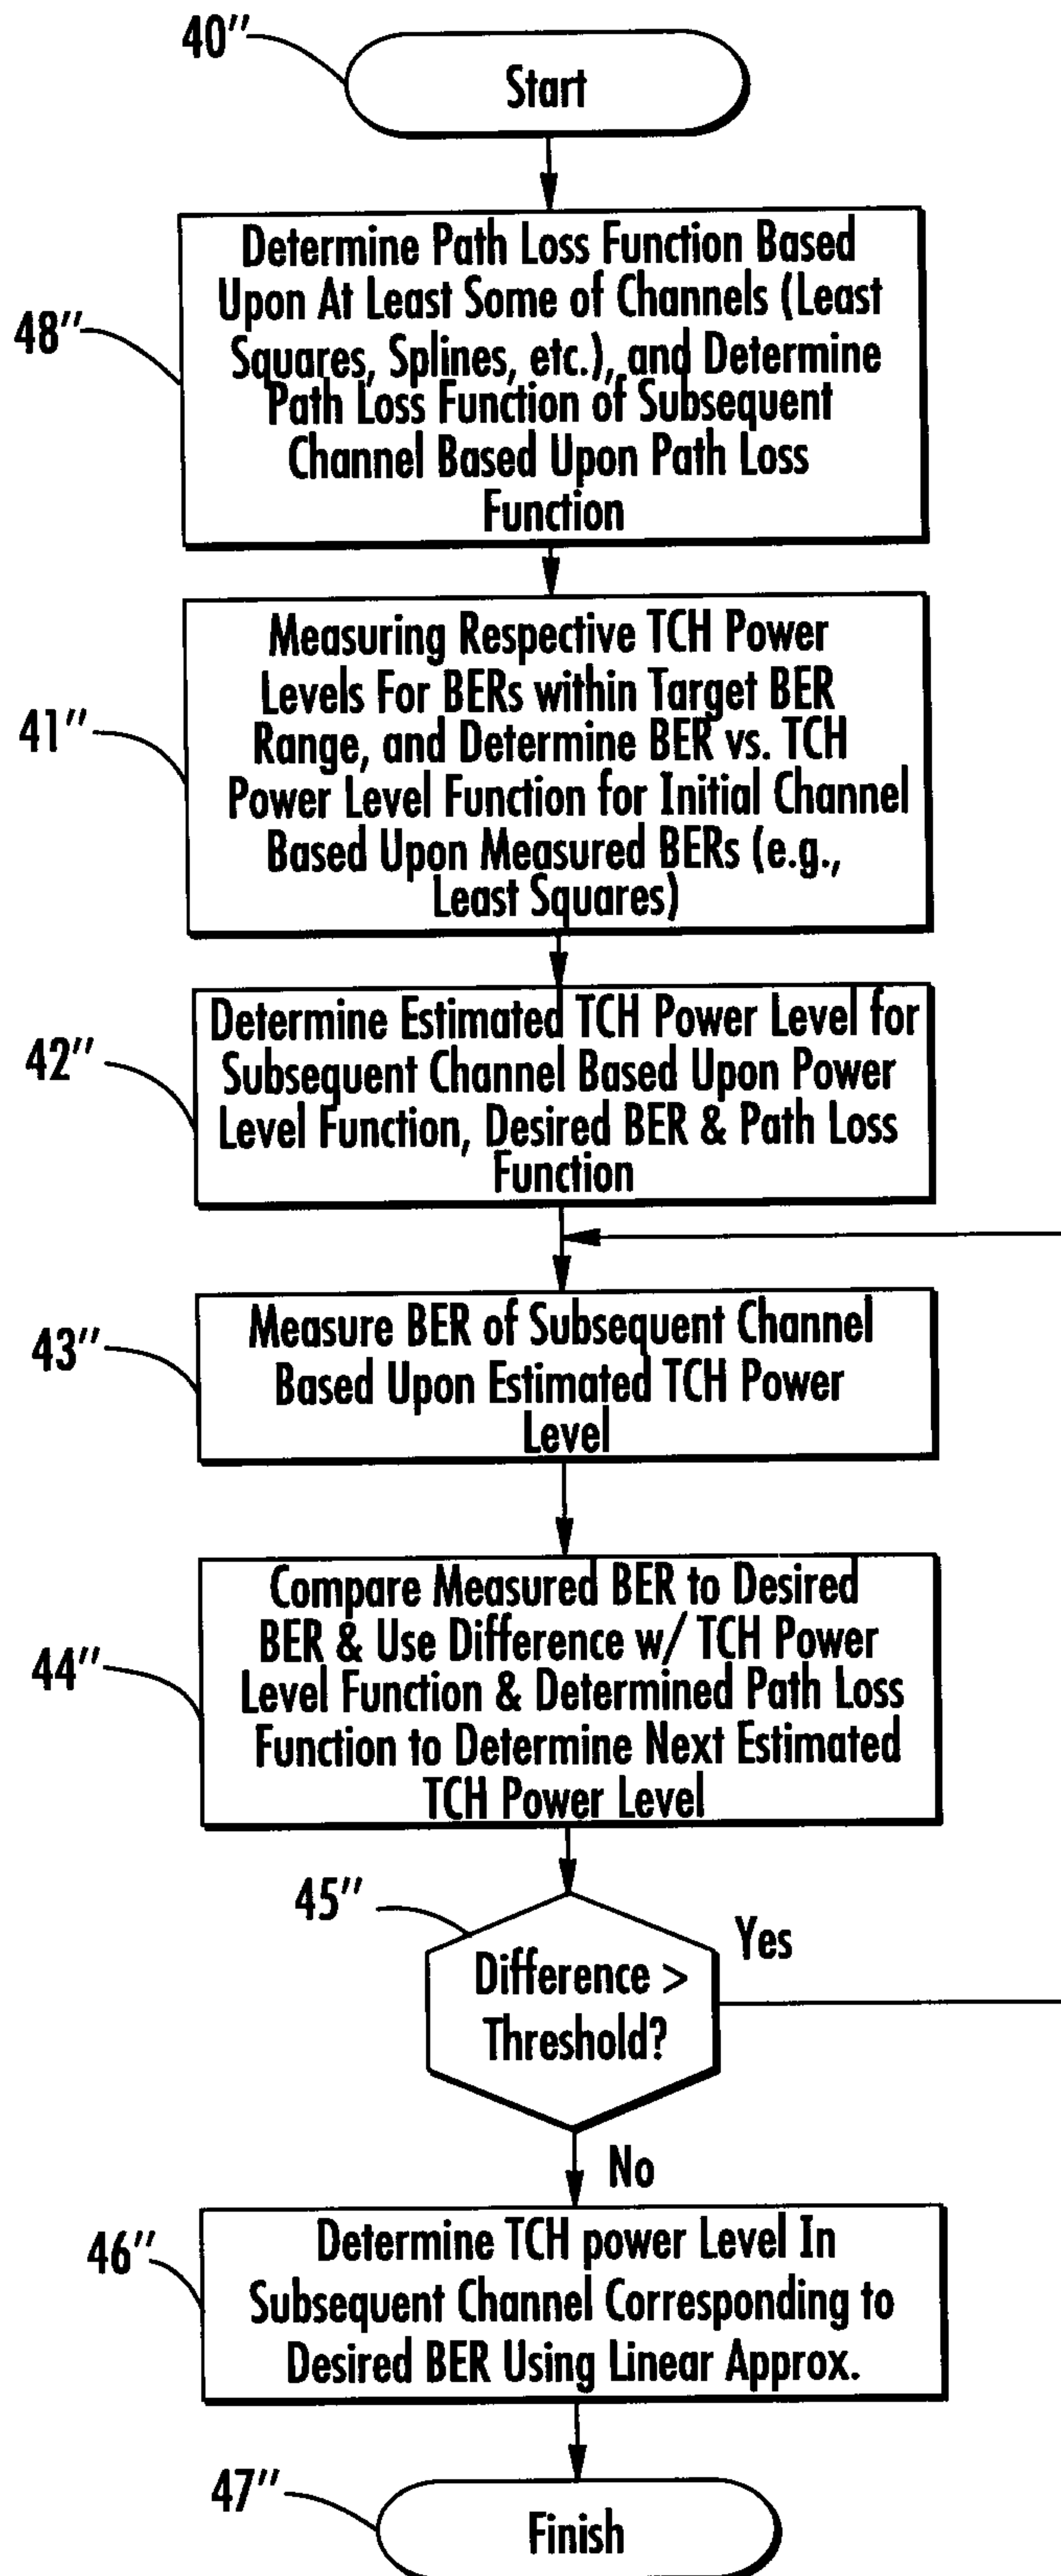 40''
Start
48''
Determine Path Loss Function Based
Upon At Least Some of Channels (Least
Squares, Splines, etc.), and Determine
Path Loss Function of Subsequent
Channel Based Upon Path Loss
Function
41''
Measuring Respective TCH Power
Levels For BERs within Target BER
Range, and Determine BER vs. TCH
Power Level Function for Initial Channel
Based Upon Measured BERs (e.g.,
Least Squares)
42''
Determine Estimated TCH Power Level for
Subsequent Channel Based Upon Power
Level Function, Desired BER & Path Loss
Function
43''
Measure BER of Subsequent Channel
Based Upon Estimated TCH Power
Level
44''
Compare Measured BER to Desired
BER & Use Difference w/ TCH Power
Level Function & Determined Path Loss
Function to Determine Next Estimated
TCH Power Level
45''
Difference >
Threshold?
Yes
No
46''
Determine TCH power Level In
Subsequent Channel Corresponding to
Desired BER Using Linear Approx.
47''
Finish